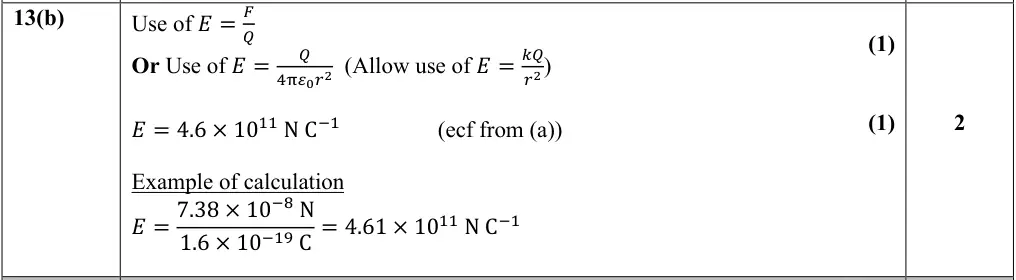 13(b)
Use of E = F/Q
(1)
Or Use of E = Q/4πε₀r² (Allow use of E = kQ/r²)
E = 4.6 × 10¹¹ N C⁻¹ (ecf from (a))
(1)
2
Example of calculation
E = 7.38 × 10⁻⁸ N/1.6 × 10⁻¹⁹ C = 4.61 × 10¹¹ N C⁻¹